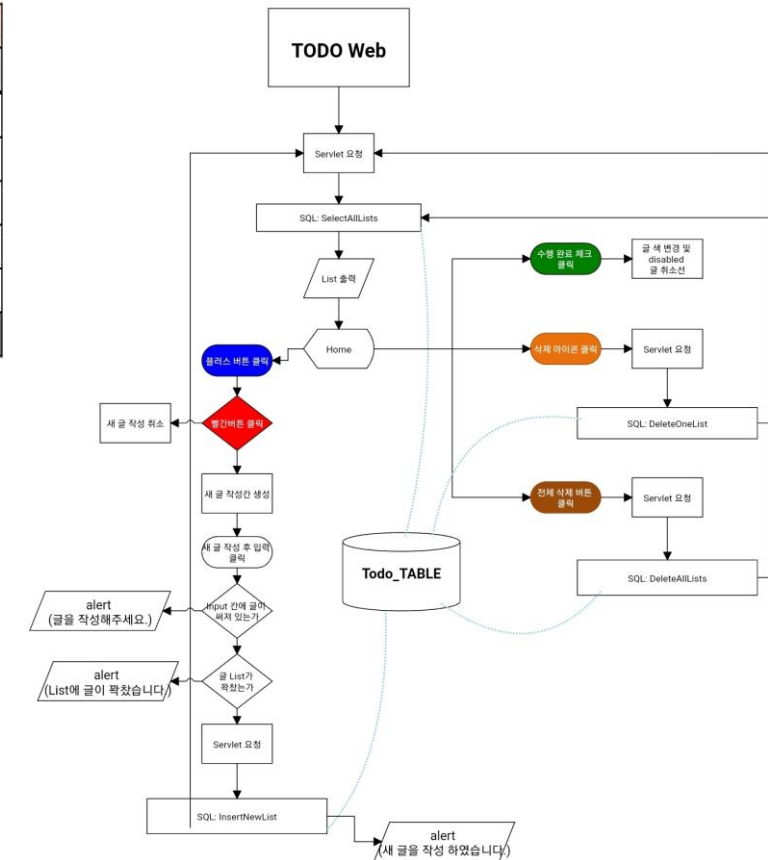 TODO Web
Servlet 요청
SQL: SelectAllLists
List 출력
Home
수행 완료 체크
클릭
글 색 변경 및
disabled
글 취소선
삭제 아이콘 클릭
Servlet 요청
SQL: DeleteOneList
전체 삭제 버튼
클릭
Servlet 요청
SQL: DeleteAllLists
플러스 버튼 클릭
빨간버튼 클릭
새 글 작성 취소
새 글 작성칸 생성
새 글 작성 후 입력
클릭
Input 칸에 글이
써져 있는가
alert
(글을 작성해주세요.)
글 List가
꽉찼는가
alert
(List에 글이 꽉찼습니다.)
Servlet 요청
SQL: InsertNewList
alert
(새 글을 작성 하였습니다.)
Todo_TABLE